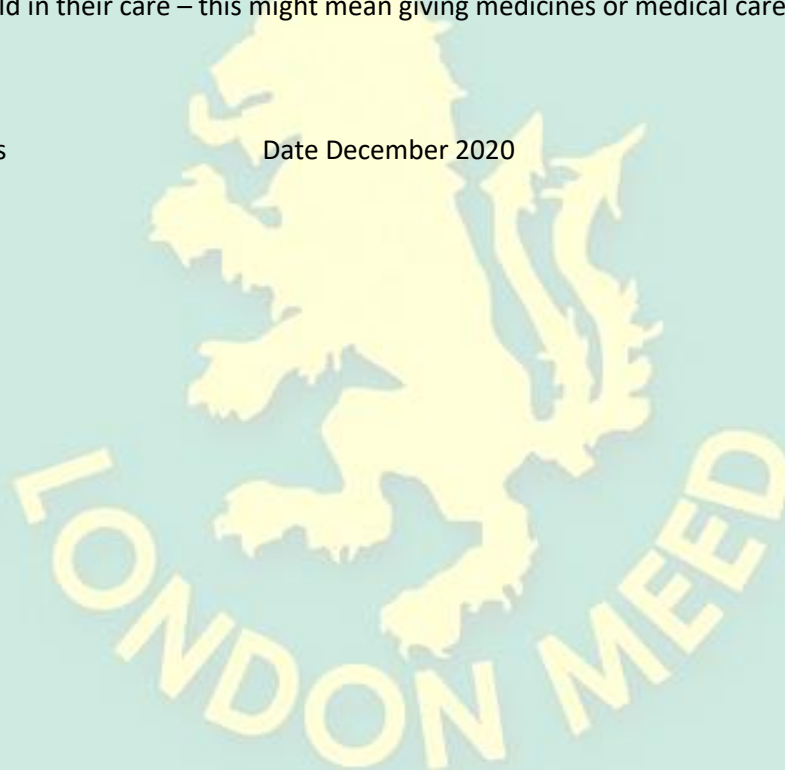 ld in their care – this might mean giving medicines or medical care
s
Date December 2020
LONDON MEED